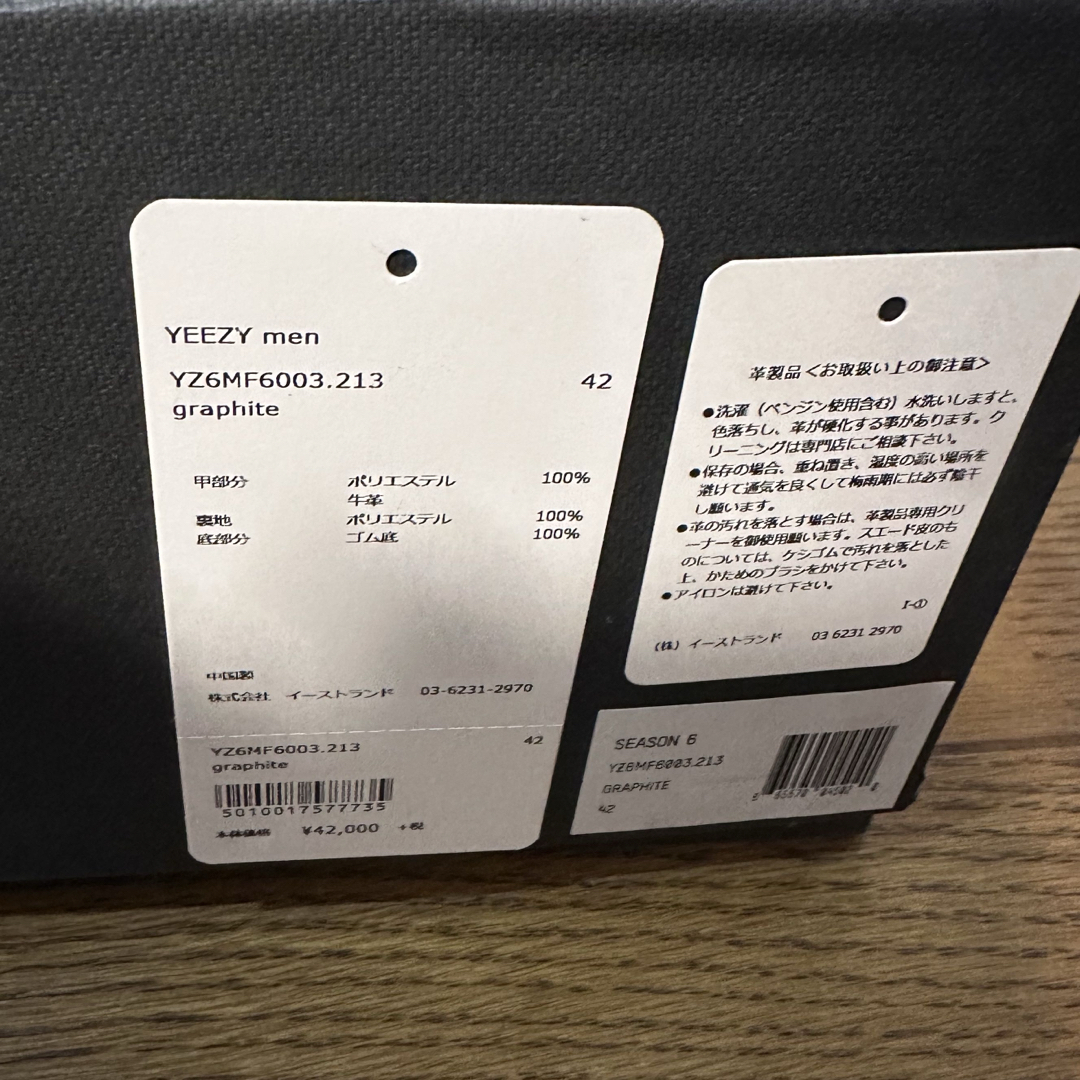 YEEZY men
YZ6MF6003.213 42
graphite
甲部分 ポリエステル 100%
牛革
裏地 ポリエステル 100%
底部分 ゴム底 100%
中国製
株式会社 イーストランド 03-6231-2970
YZ6MF6003.213 42
graphite
5010017577735
本体価格 ¥42,000 +税
革製品<お取扱い上の御注意>
●洗濯(ベンジン使用含む)水洗いしますと、
色落ちし、革が硬化する事があります。ク
リーニングは専門店にご相談下さい。
●保存の場合、重ね置き、湿度の高い場所を
避けて通気を良くして梅雨期には必ず陰干
し願います。
●革の汚れを落とす場合は、革製品専用クリ
ーナーを御使用願います。スエード皮のも
のについては、ケシゴムで汚れを落とした
上、かためのブラシをかけて下さい。
●アイロンは避けて下さい。
I-①
(株)イーストランド 03 6231 2970
SEASON 6
YZ6MF6003.213
GRAPHITE
42